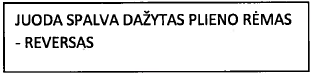 JUODA SPALVA DAŽYTAS PLIENO RĖMAS
- REVERSAS